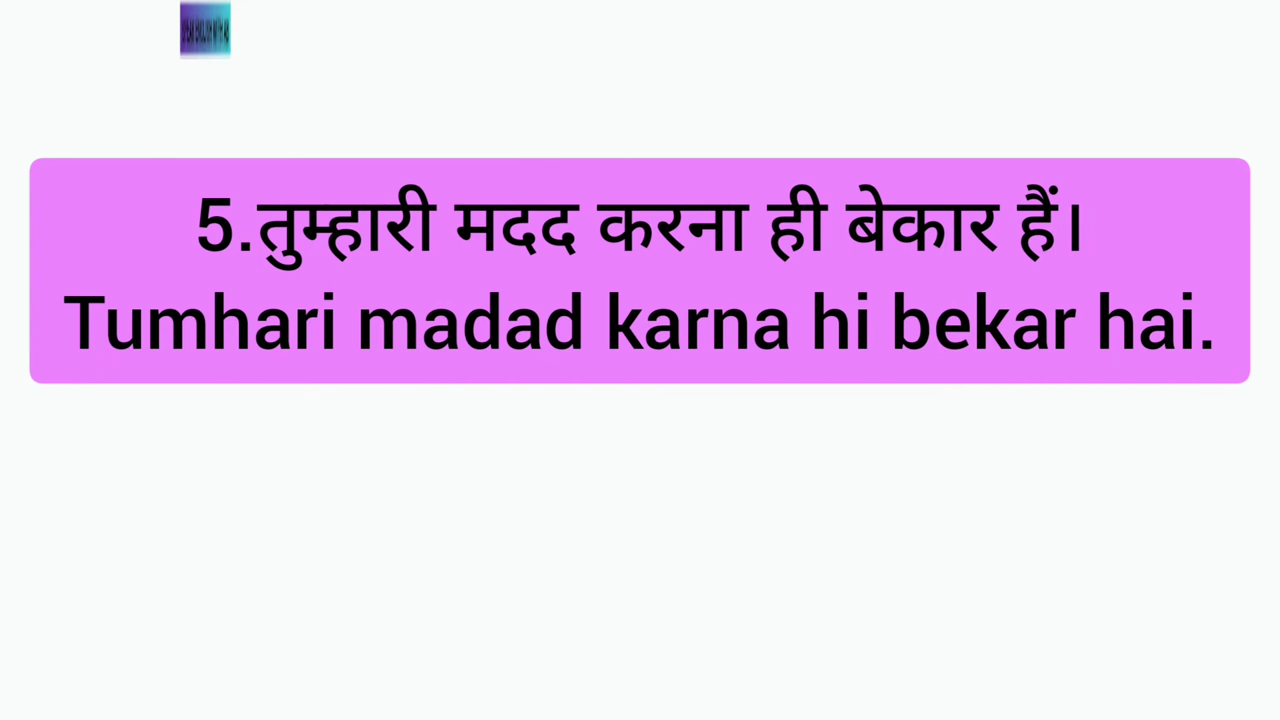 5.तुम्हारी मदद करना ही बेकार हैं।
Tumhari madad karna hi bekar hai.